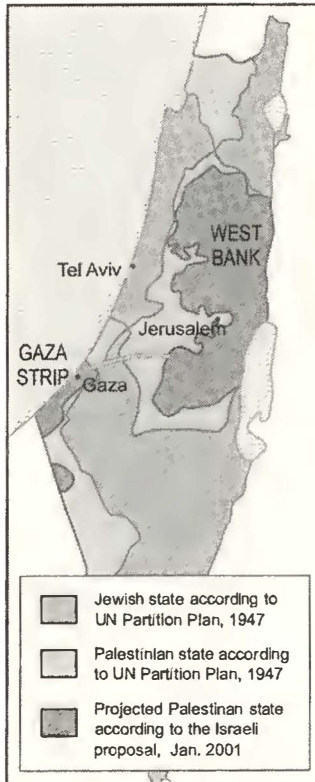 WEST
BANK
Tel Aviv
Jerusalem
GAZA
STRIP
Gaza
Jewish state according to
UN Partition Plan, 1947
Palestinian state according
to UN Partition Plan, 1947
Projected Palestinan state
according to the Israeli
proposal, Jan. 2001